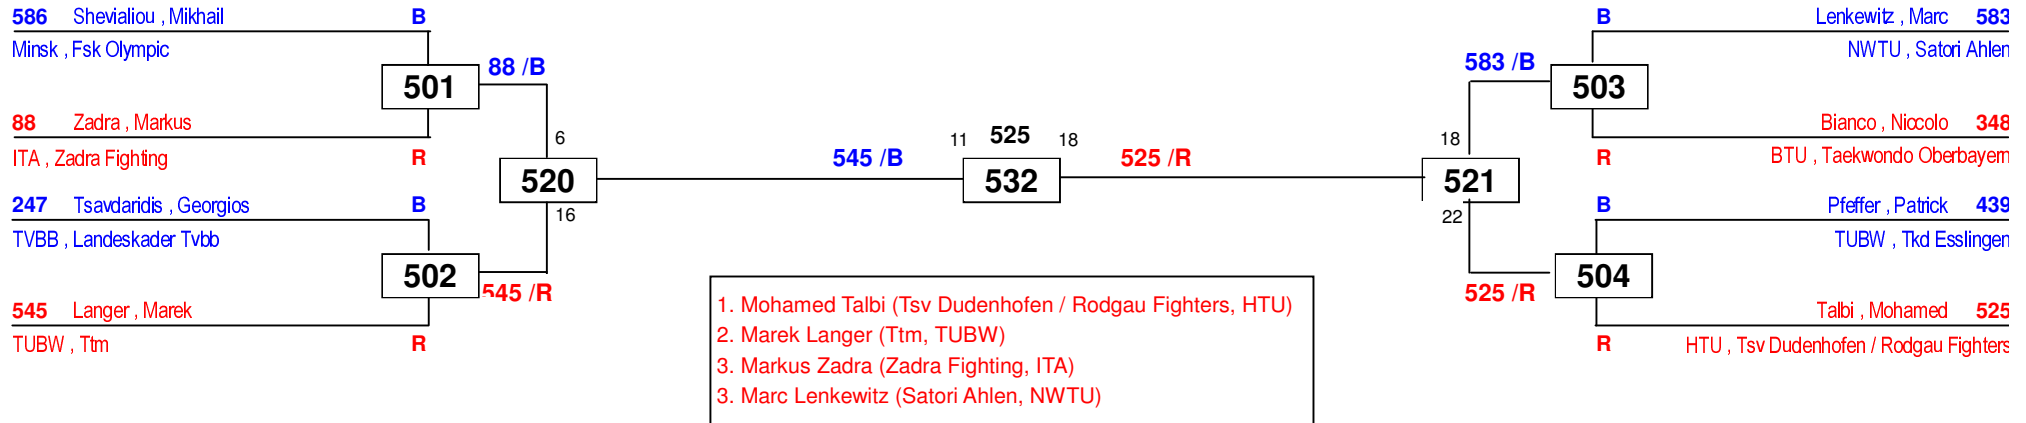 586 Shevialiou , Mikhail B
Minsk , Fsk Olympic
501
88 /B
88 Zadra , Markus
ITA , Zadra Fighting R
6
520
16
247 Tsavdaridis , Georgios B
TVBB , Landeskader Tvbb
502
545 /R
545 Langer , Marek
TUBW , Ttm R
545 /B
11 525 18
532
525 /R
B Lenkewitz , Marc 583
NWTU , Satori Ahlen
583 /B
503
Bianco , Niccolo 348
R BTU , Taekwondo Oberbayern
18
521
22
B Pfeffer , Patrick 439
TUBW , Tkd Esslingen
504
525 /R
Talbi , Mohamed 525
R HTU , Tsv Dudenhofen / Rodgau Fighters
1. Mohamed Talbi (Tsv Dudenhofen / Rodgau Fighters, HTU)
2. Marek Langer (Ttm, TUBW)
3. Markus Zadra (Zadra Fighting, ITA)
3. Marc Lenkewitz (Satori Ahlen, NWTU)